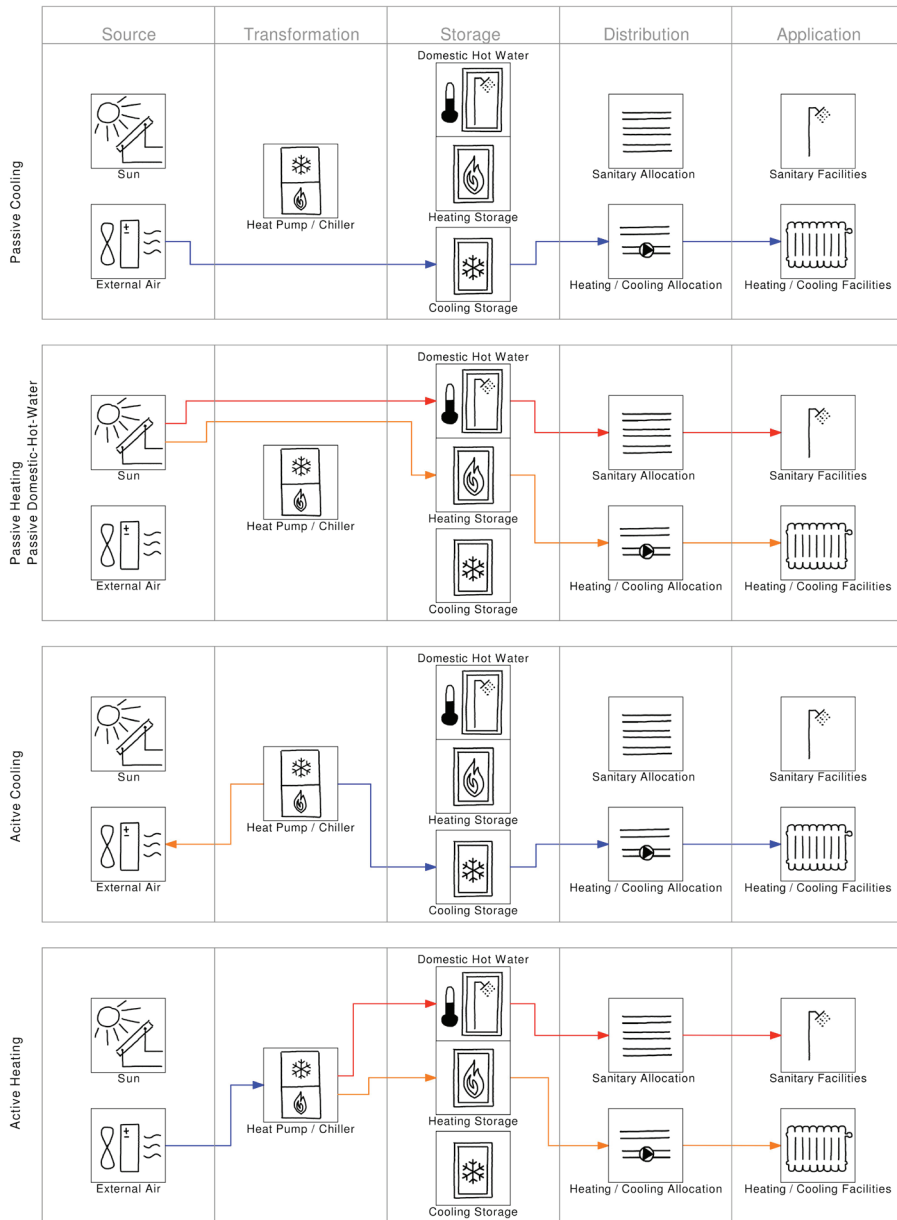 Source Transformation Storage Distribution Application
Passive Cooling
Domestic Hot Water
Sun
Heat Pump / Chiller
Heating Storage
Sanitary Allocation
Sanitary Facilities
External Air
Cooling Storage
Heating / Cooling Allocation
Heating / Cooling Facilities
Passive Heating
Passive Domestic-Hot-Water
Domestic Hot Water
Sun
Heat Pump / Chiller
Heating Storage
Sanitary Allocation
Sanitary Facilities
External Air
Cooling Storage
Heating / Cooling Allocation
Heating / Cooling Facilities
Acitve Cooling
Domestic Hot Water
Sun
Heat Pump / Chiller
Heating Storage
Sanitary Allocation
Sanitary Facilities
External Air
Cooling Storage
Heating / Cooling Allocation
Heating / Cooling Facilities
Active Heating
Domestic Hot Water
Sun
Heat Pump / Chiller
Heating Storage
Sanitary Allocation
Sanitary Facilities
External Air
Cooling Storage
Heating / Cooling Allocation
Heating / Cooling Facilities